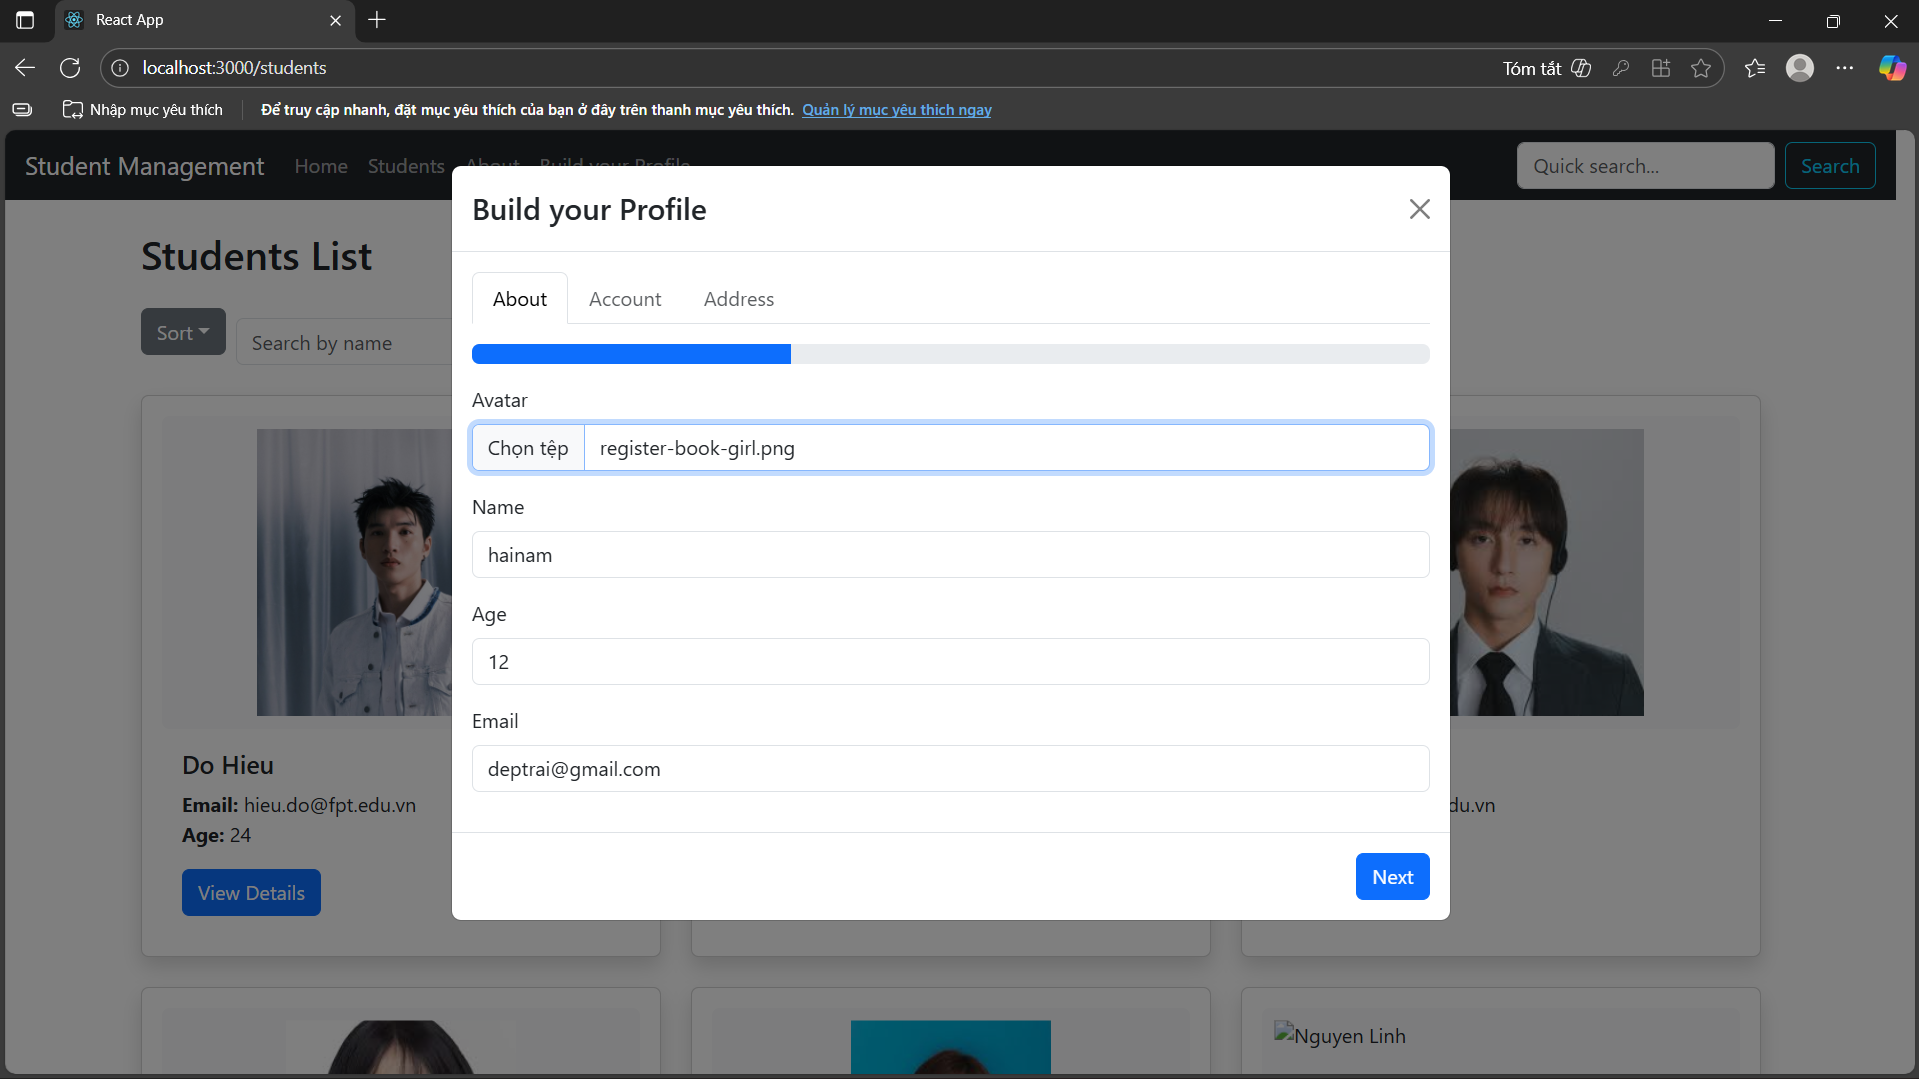 React App
localhost:3000/students
Tóm tắt
Nhập mục yêu thích
Để truy cập nhanh, đặt mục yêu thích của bạn ở đây trên thanh mục yêu thích. Quản lý mục yêu thích ngay
Student Management Home Students About Build your Profile
Quick search...
Search
Students List
Sort
Search by name
Build your Profile
About
Account
Address
Avatar
Chọn tệp register-book-girl.png
Name
hainam
Age
12
Email
deptrai@gmail.com
Next
Do Hieu
Email: hieu.do@fpt.edu.vn
Age: 24
View Details
du.vn
Nguyen Linh